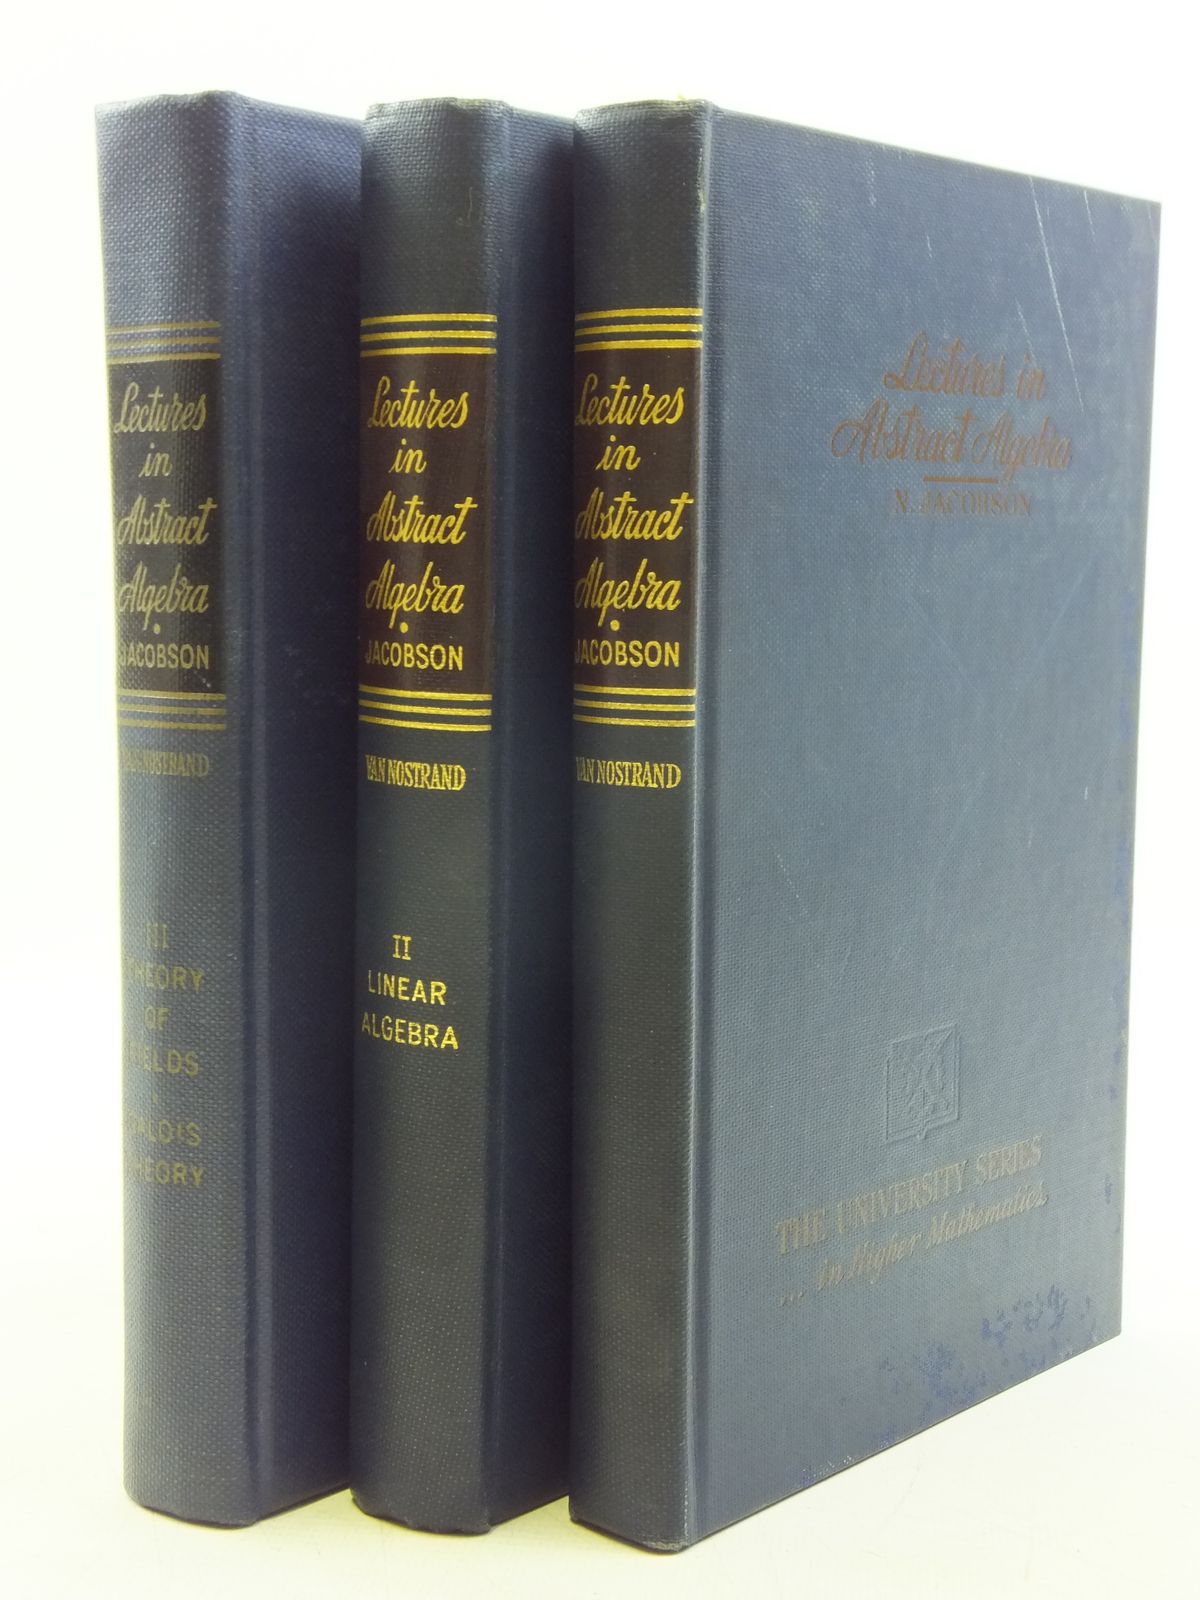 Lectures
in
Abstract
Algebra
JACOBSON
VAN NOSTRAND
III
THEORY
OF
FIELDS
GALOIS
THEORY
Lectures
in
Abstract
Algebra
JACOBSON
VAN NOSTRAND
II
LINEAR
ALGEBRA
Lectures
in
Abstract
Algebra
JACOBSON
VAN NOSTRAND
Lectures in
Abstract Algebra
N. JACOBSON
THE UNIVERSITY SERIES
... in Higher Mathematics